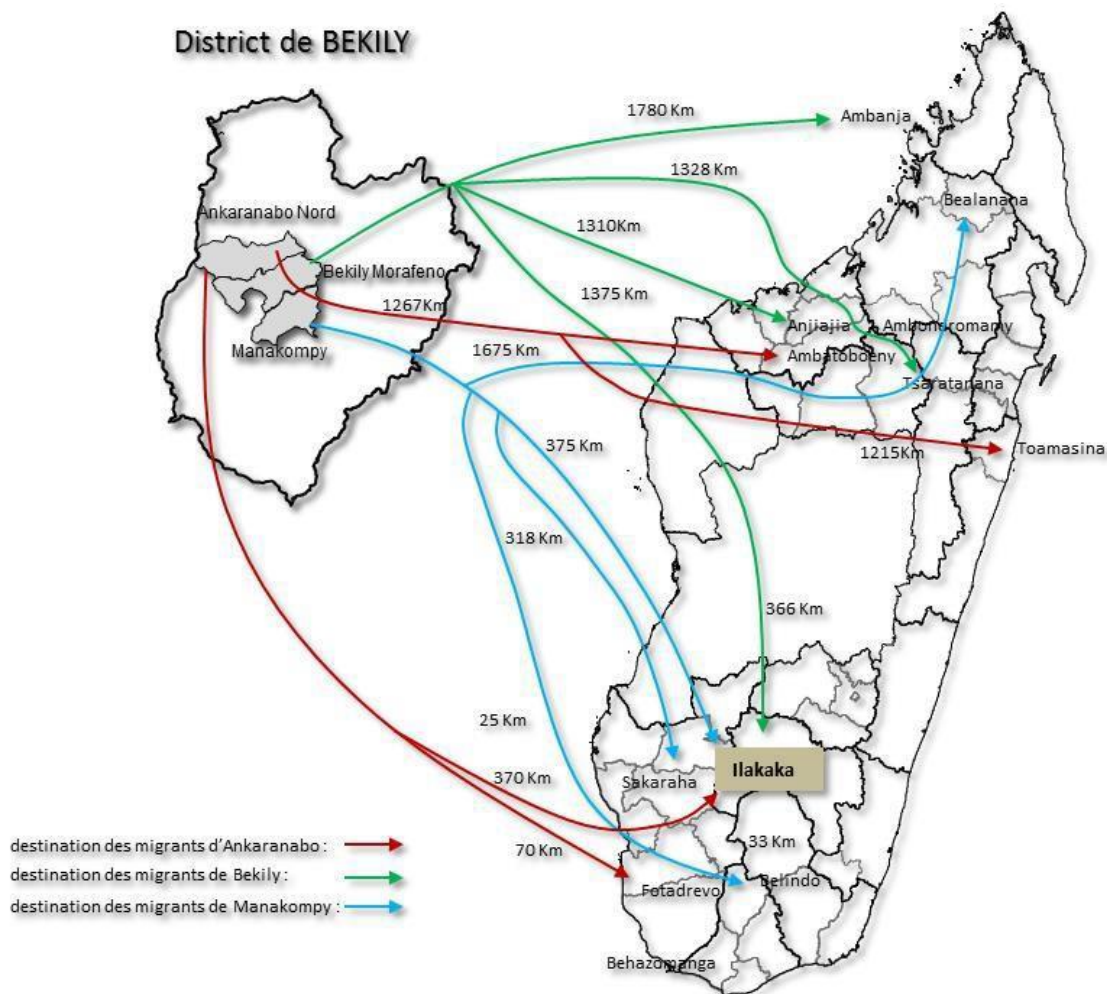 District de BEKILY
1780 Km
Ambanja
1328 Km
Bealanana
Ankaranabo Nord
1310Km
Bekily Morafeno
1375 Km
1267Km
Anjiajia
Ambondromamy
Manakompy
1675 Km
Ambatoboeny
Tsaratanana
375 Km
1215Km
Toamasina
318 Km
366 Km
25 Km
Ilakaka
370 Km
Sakaraha
destination des migrants d’Ankaranabo :
70 Km
33 Km
destination des migrants de Bekily :
Fotadrevo
Belindo
destination des migrants de Manakompy :
Behazomanga